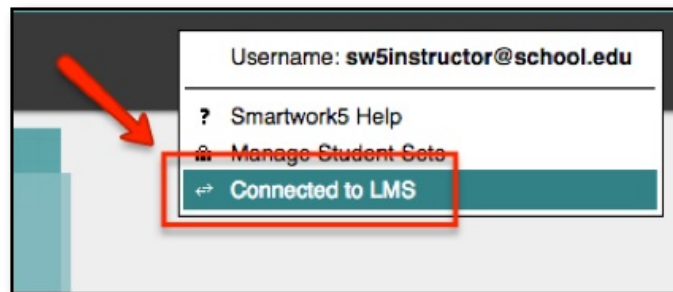 Username: sw5instructor@school.edu
? Smartwork5 Help
Manage Student Sets
Connected to LMS